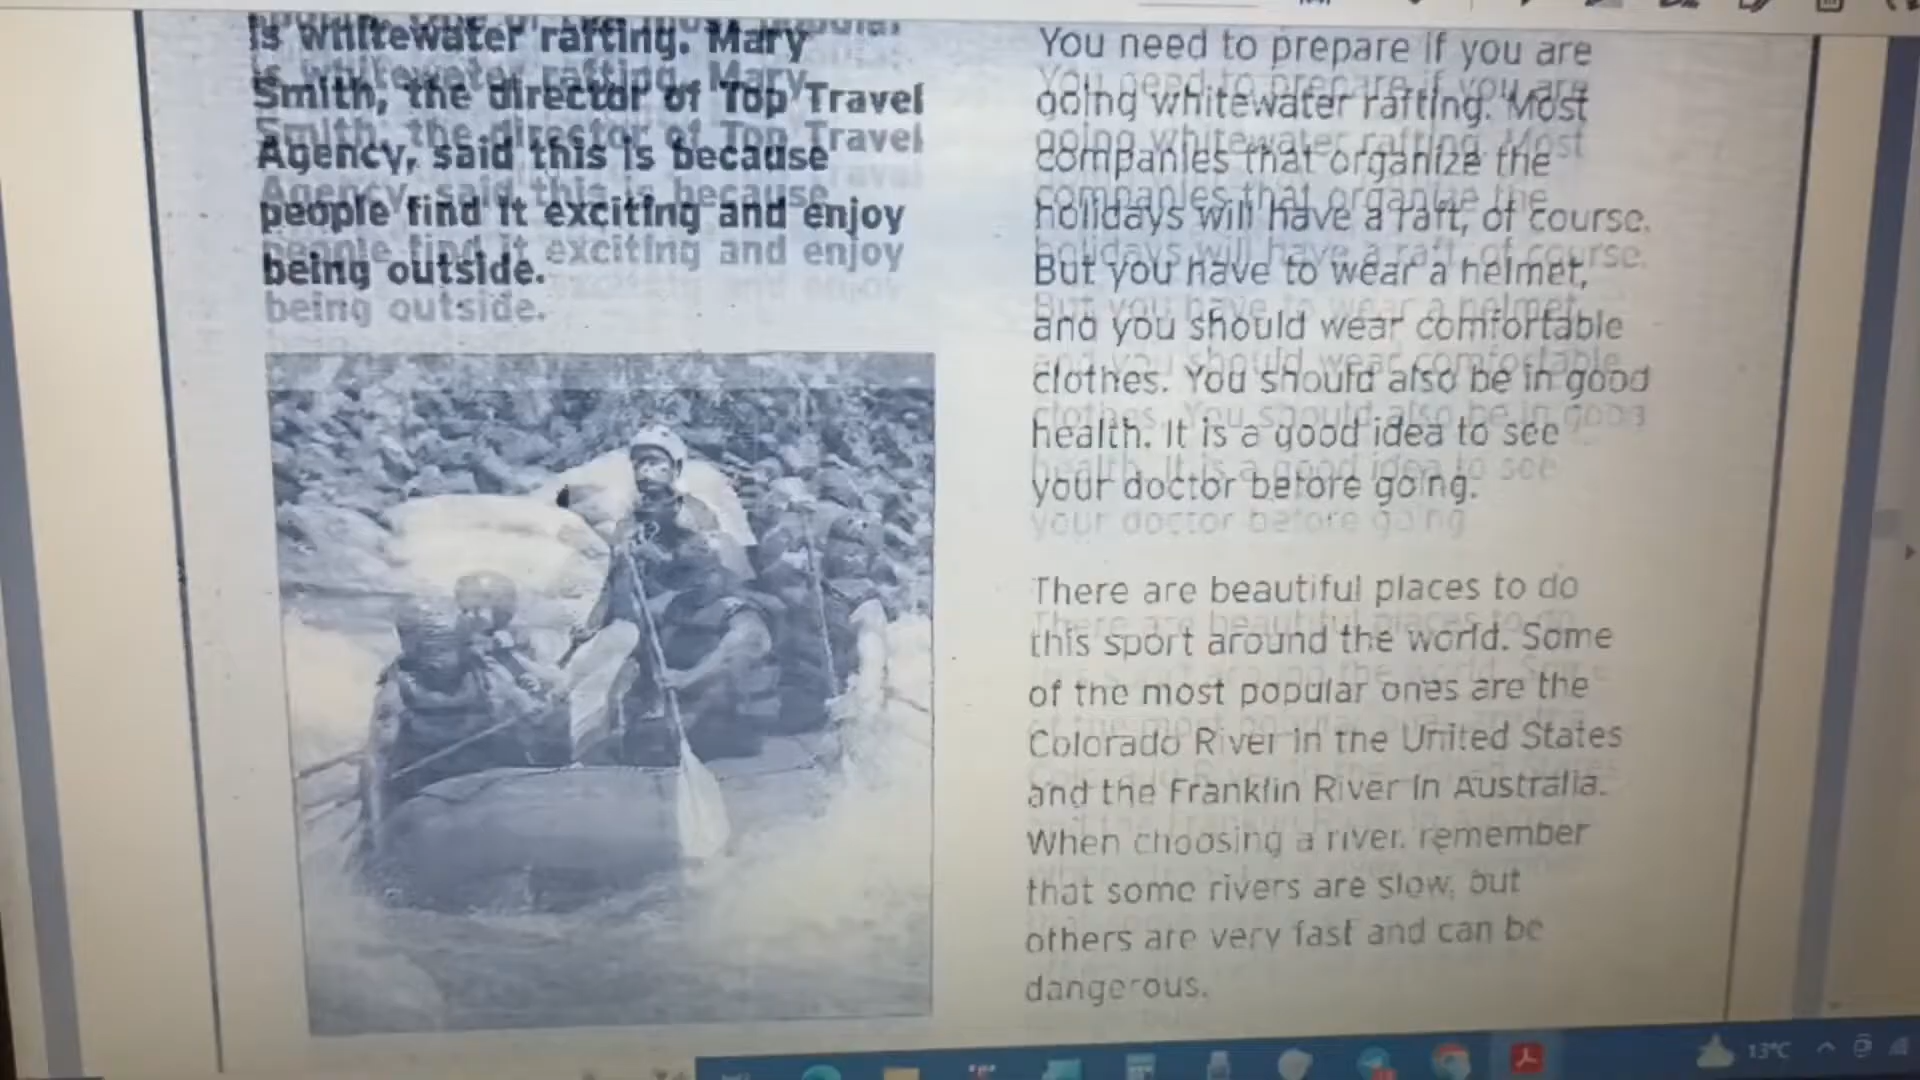 is whitewater rafting. Mary
Smith, the director of Top Travel
Agency, said this is because
people find it exciting and enjoy
being outside.
You need to prepare if you are
going whitewater rafting. Most
companies that organize the
holidays will have a raft, of course.
But you have to wear a helmet,
and you should wear comfortable
clothes. You should also be in good
health. It is a good idea to see
your doctor before going.
There are beautiful places to do
this sport around the world. Some
of the most popular ones are the
Colorado River in the United States
and the Franklin River in Australia.
When choosing a river, remember
that some rivers are slow, but
others are very fast and can be
dangerous.
13°C